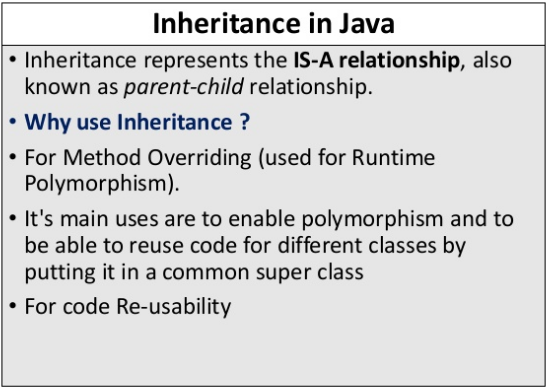 Inheritance in Java
• Inheritance represents the IS-A relationship, also
known as parent-child relationship.
• Why use Inheritance ?
• For Method Overriding (used for Runtime
Polymorphism).
• It's main uses are to enable polymorphism and to
be able to reuse code for different classes by
putting it in a common super class
• For code Re-usability